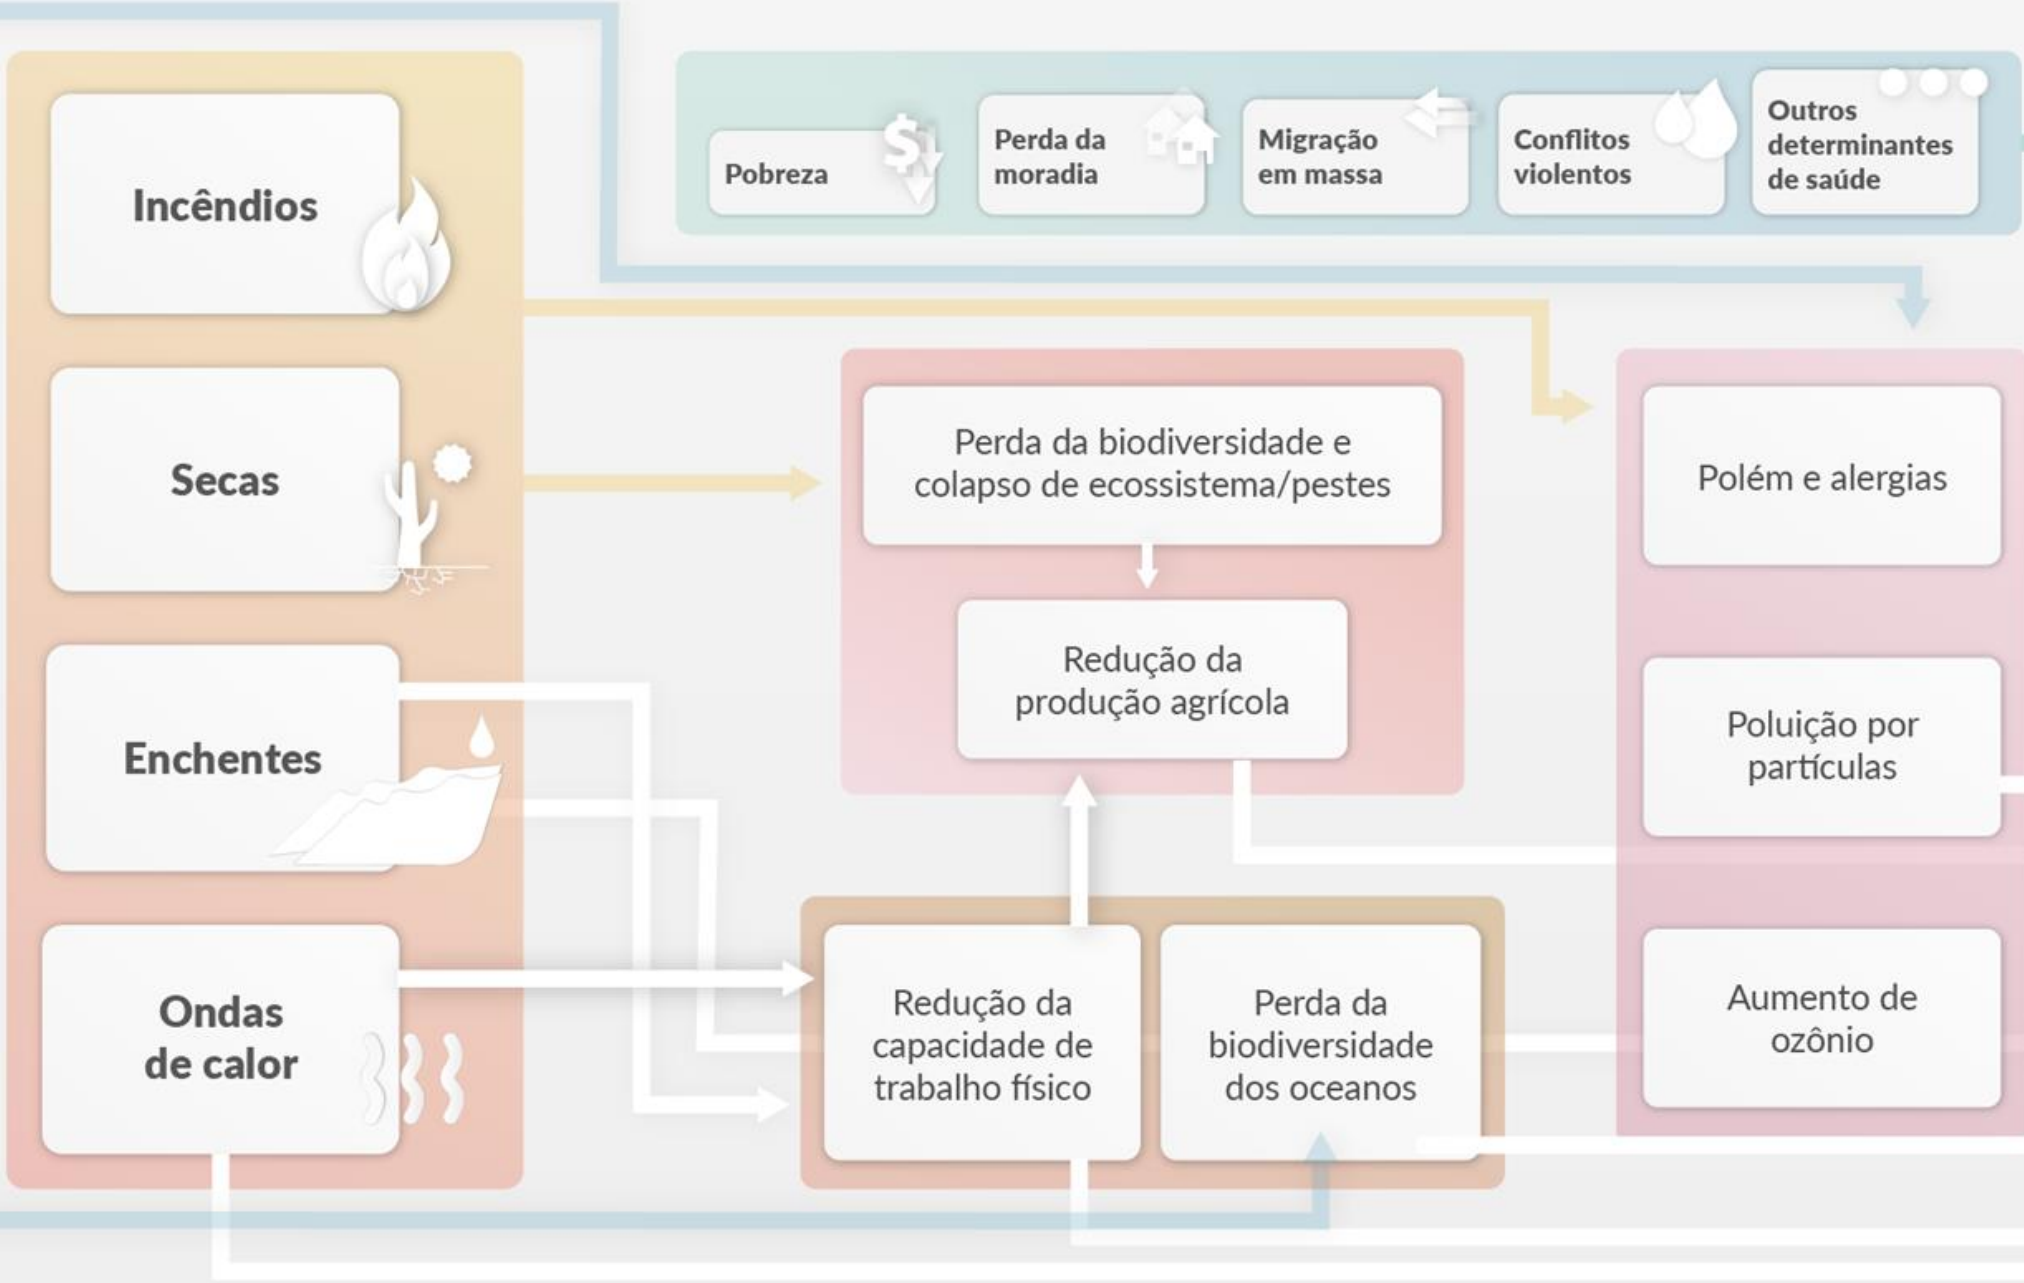 Incêndios
Secas
Enchentes
Ondas
de calor
Pobreza
Perda da
moradia
Migração
em massa
Conflitos
violentos
Outros
determinantes
de saúde
Perda da biodiversidade e
colapso de ecossistema/pestes
Redução da
produção agrícola
Redução da
capacidade de
trabalho físico
Perda da
biodiversidade
dos oceanos
Polém e alergias
Poluição por
partículas
Aumento de
ozônio